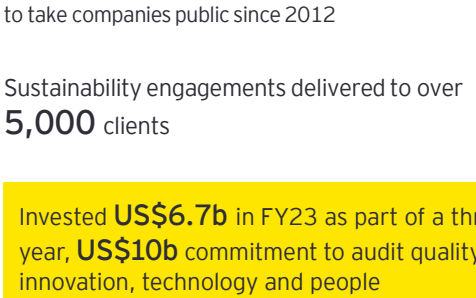 to take companies public since 2012
Sustainability engagements delivered to over
5,000 clients
Invested US$6.7b in FY23 as part of a
year, US$10b commitment to audit quality
innovation, technology and people